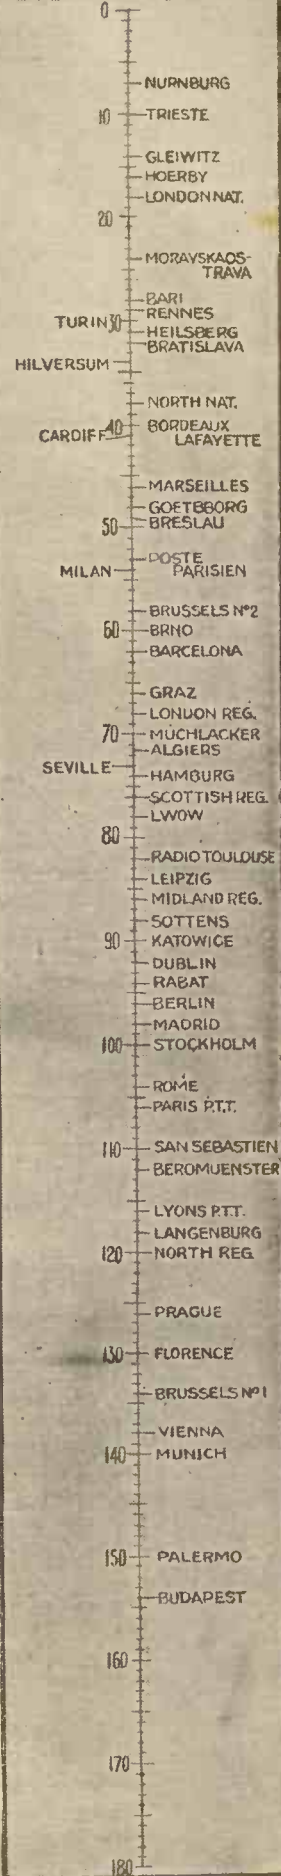 0
NURNBURG
10 TRIESTE
GLEIWITZ
HOERBY
LONDON NAT.
20
MORAVSKAOS-
TRAVA
BARI
RENNES
TURIN 30
HEILSBERG
BRATISLAVA
HILVERSUM
NORTH NAT.
40 BORDEAUX
CARDIFF LAFAYETTE
MARSEILLES
GOETEBORG
BRESLAU
50
POSTE
MILAN PARISIEN
BRUSSELS Nº2
60 BRNO
BARCELONA
GRAZ
LONDON REG.
70 MÜCHLACKER
ALGIERS
SEVILLE
HAMBURG
SCOTTISH REG.
LWOW
80
RADIO TOULOUSE
LEIPZIG
MIDLAND REG.
SOTTENS
90 KATOWICE
DUBLIN
RABAT
BERLIN
MADRID
100 STOCKHOLM
ROME
PARIS P.T.T.
110 SAN SEBASTIEN
BEROMUENSTER
LYONS P.T.T.
LANGENBURG
120 NORTH REG.
PRAGUE
130 FLORENCE
BRUSSELS Nº1
VIENNA
140 MUNICH
150 PALERMO
BUDAPEST
160
170
180